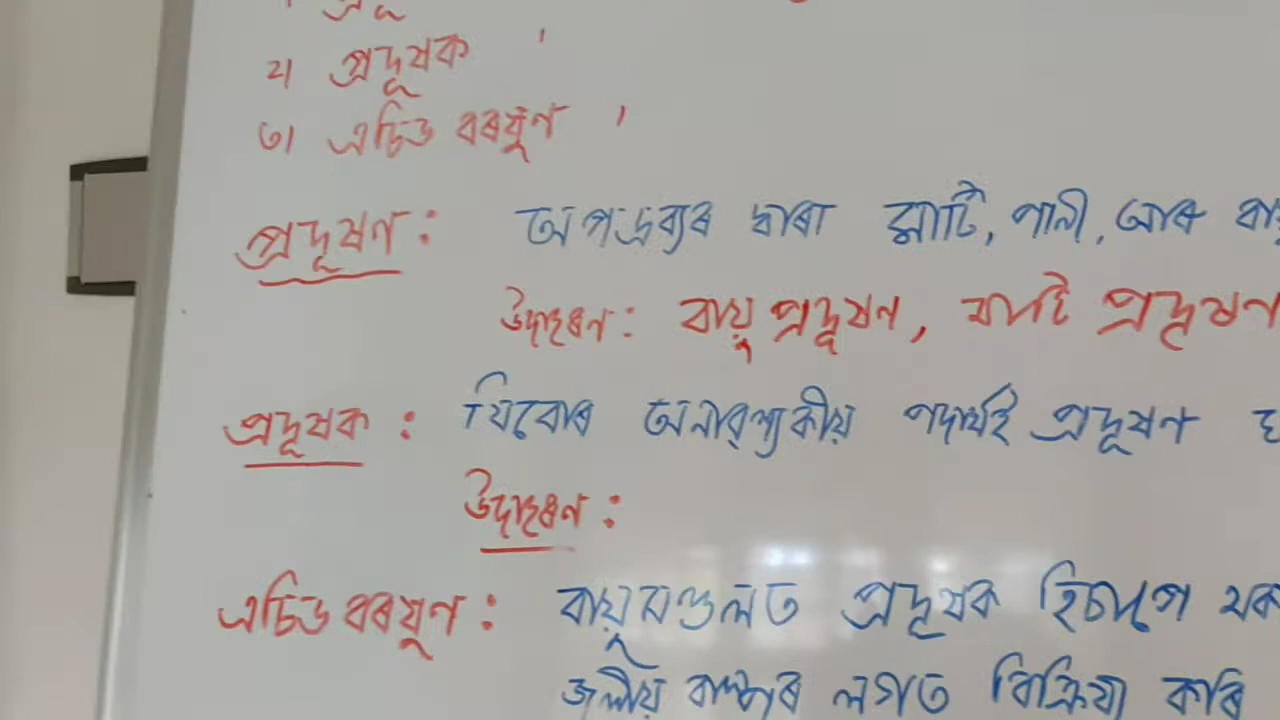 ২। প্ৰদূষক ।
৩। এচিড বৰষুণ ।
প্ৰদূষণ : অপদ্ৰব্যৰ দ্বাৰা মাটি, পানী, আৰু
উদাহৰণ : বায়ু প্ৰদূষণ, মাটি প্ৰদূষণ
প্ৰদূষক : যিবোৰ অনাৱশ্যকীয় পদাৰ্থই প্ৰদূষণ
উদাহৰণ :
এচিড বৰষুণ : বায়ুমণ্ডলত প্ৰদূষক হিচাপে থকা
জলীয় বাষ্পৰ লগত বিক্ৰিয়া কৰি